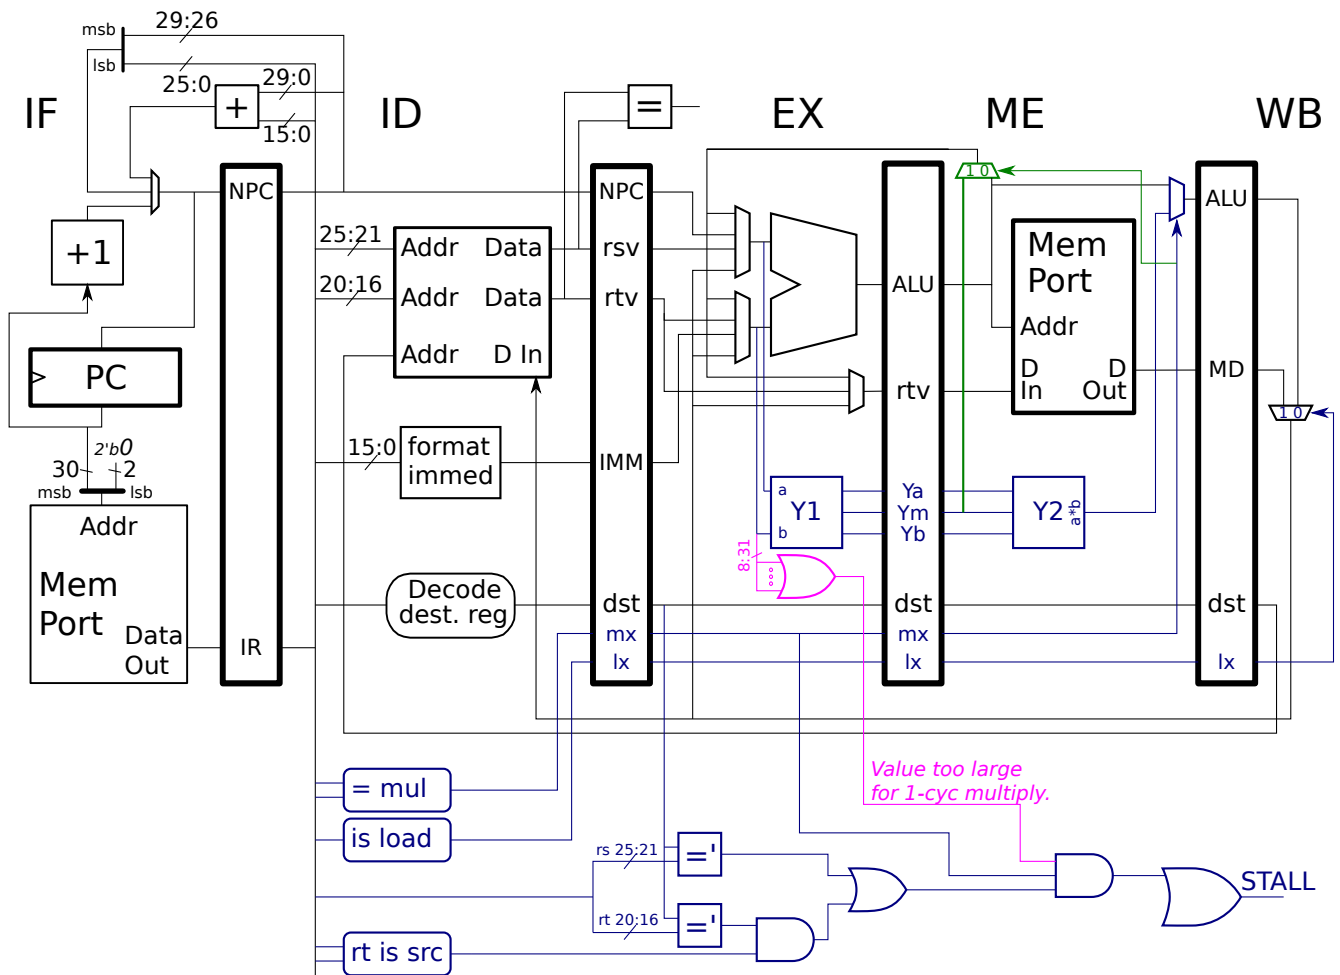 29:26
msb
lsb
25:0
29:0
+
15:0
IF
ID
=
EX
ME
WB
NPC
NPC
1 0
ALU
+1
25:21
Addr
Data
rsv
20:16
Addr
Data
rtv
Addr
D In
ALU
Mem
Port
Addr
D
In
D
Out
MD
1 0
PC
rtv
2'b0
30
2
msb
lsb
15:0
format
immed
IMM
a
Y1
b
Ya
Ym
Yb
Y2
a*b
Addr
Mem
Port
Data
Out
8:31
Decode
dest. reg
dst
dst
dst
IR
mx
mx
lx
lx
lx
Value too large
for 1-cyc multiply.
= mul
is load
rs 25:21
='
rt 20:16
='
rt is src
STALL